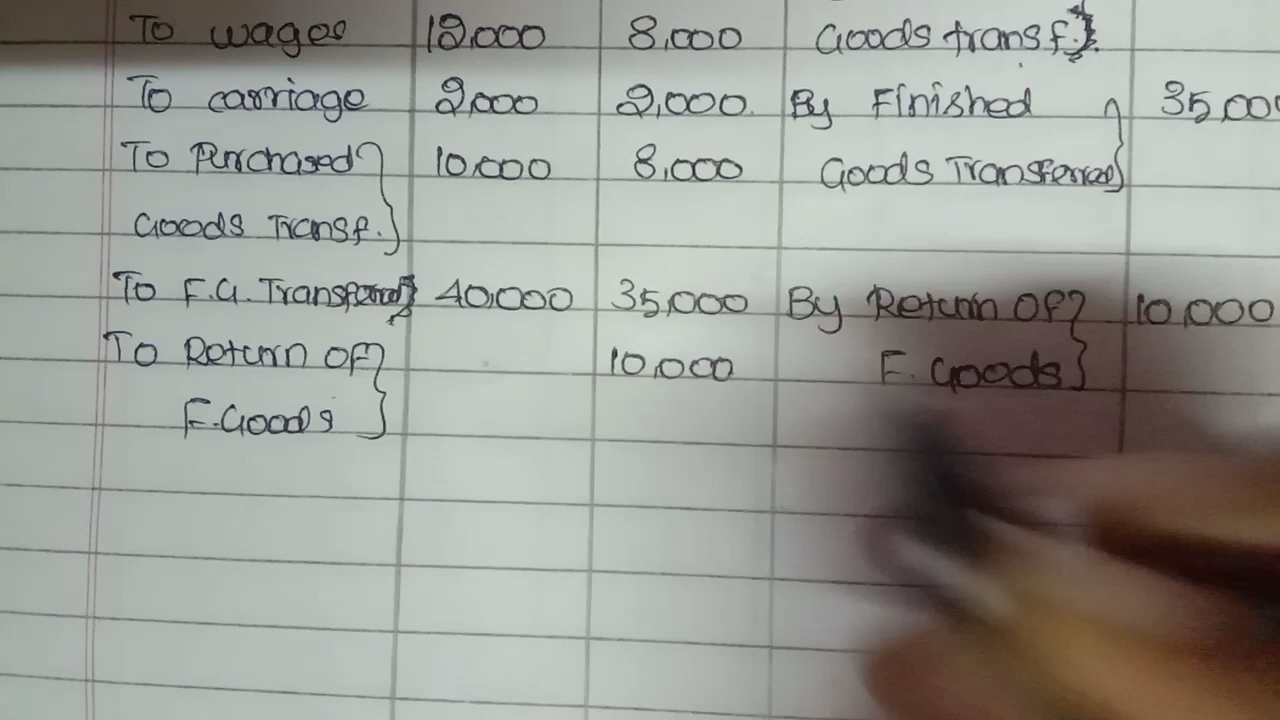 To wages 12,000 8,000 Goods transf.
To carriage 2,000 2,000 By Finished 35,00
To Purchased 10,000 8,000 Goods Transferred
Goods Transf.
To F.G. Transferred 40,000 35,000 By Return of 10,000
To Return of 10,000 F. Goods
F.Goods